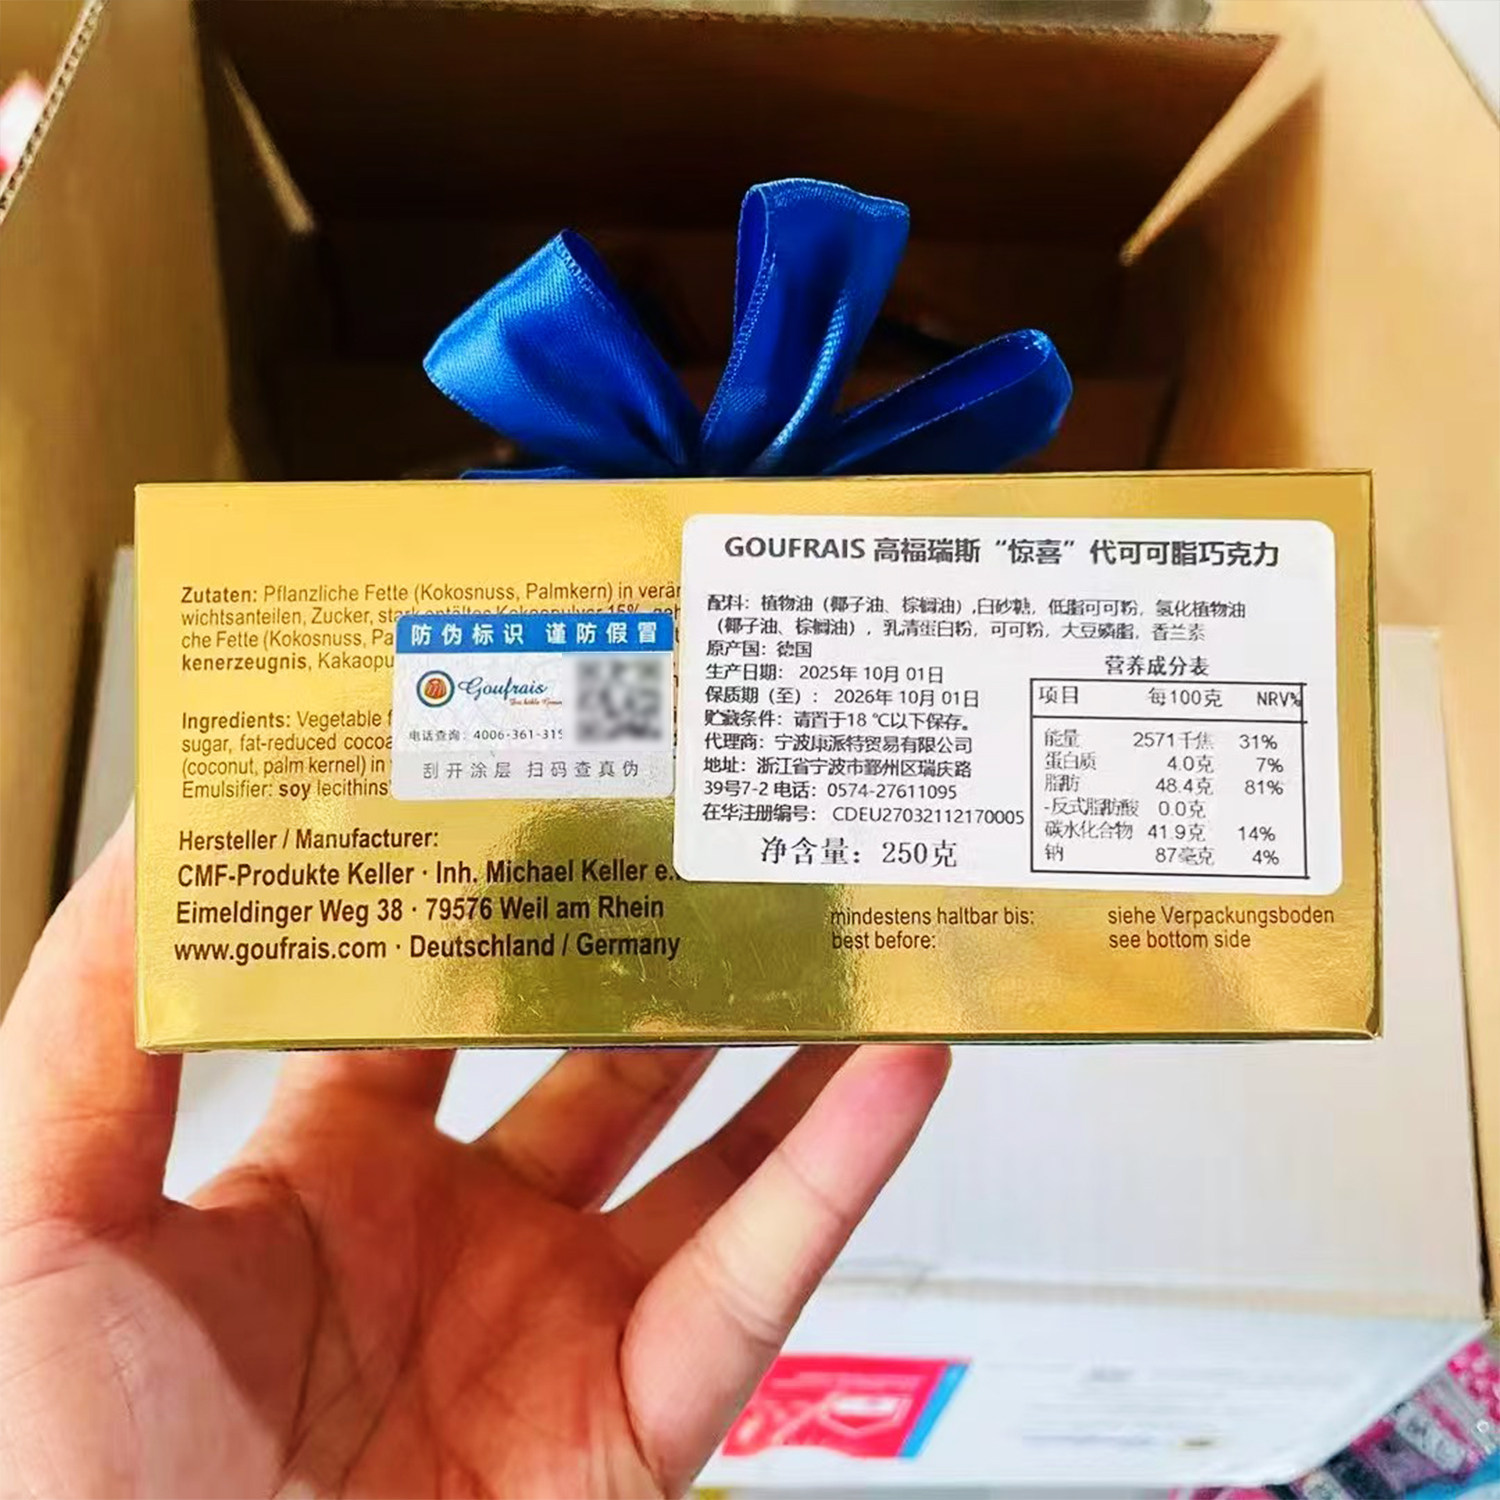 Zutaten: Pflanzliche Fette (Kokosnuss, Palmkern) in
wichtsanteilen, Zucker, stark entöltes Kokospulver 15%,
che Fette (Kokosnuss,
kenerzeugnis,
Ingredients: Vegetable
sugar, fat-reduced
(coconut, palm kernel) in
Emulsifier: soy lecithins
Hersteller / Manufacturer:
CMF-Produkte Keller · Inh. Michael Keller e.
Eimeldinger Weg 38 · 79576 Weil am Rhein
www.goufrais.com · Deutschland / Germany
防伪标识 谨防假冒
Goufrais
电话查询：4006-361-315
刮开涂层 扫码查真伪
GOUFRAIS 高福瑞斯“惊喜”代可可脂巧克力
配料：植物油（椰子油、棕榈油）,白砂糖，低脂可可粉，氢化植物油
（椰子油、棕榈油），乳清蛋白粉，可可粉，大豆磷脂，香兰素
原产国：德国
生产日期： 2025年 10月 01日
保质期（至）： 2026年 10月 01日
贮藏条件：请置于18 ℃以下保存。
代理商：宁波康派特贸易有限公司
地址：浙江省宁波市鄞州区瑞庆路
39号7-2 电话：0574-27611095
在华注册编号： CDEU27032112170005
净含量：250克
营养成分表
项目 每100克 NRV%
能量 2571千焦 31%
蛋白质 4.0克 7%
脂肪 48.4克 81%
-反式脂肪酸 0.0克
碳水化合物 41.9克 14%
钠 87毫克 4%
mindestens haltbar bis: siehe Verpackungsboden
best before: see bottom side